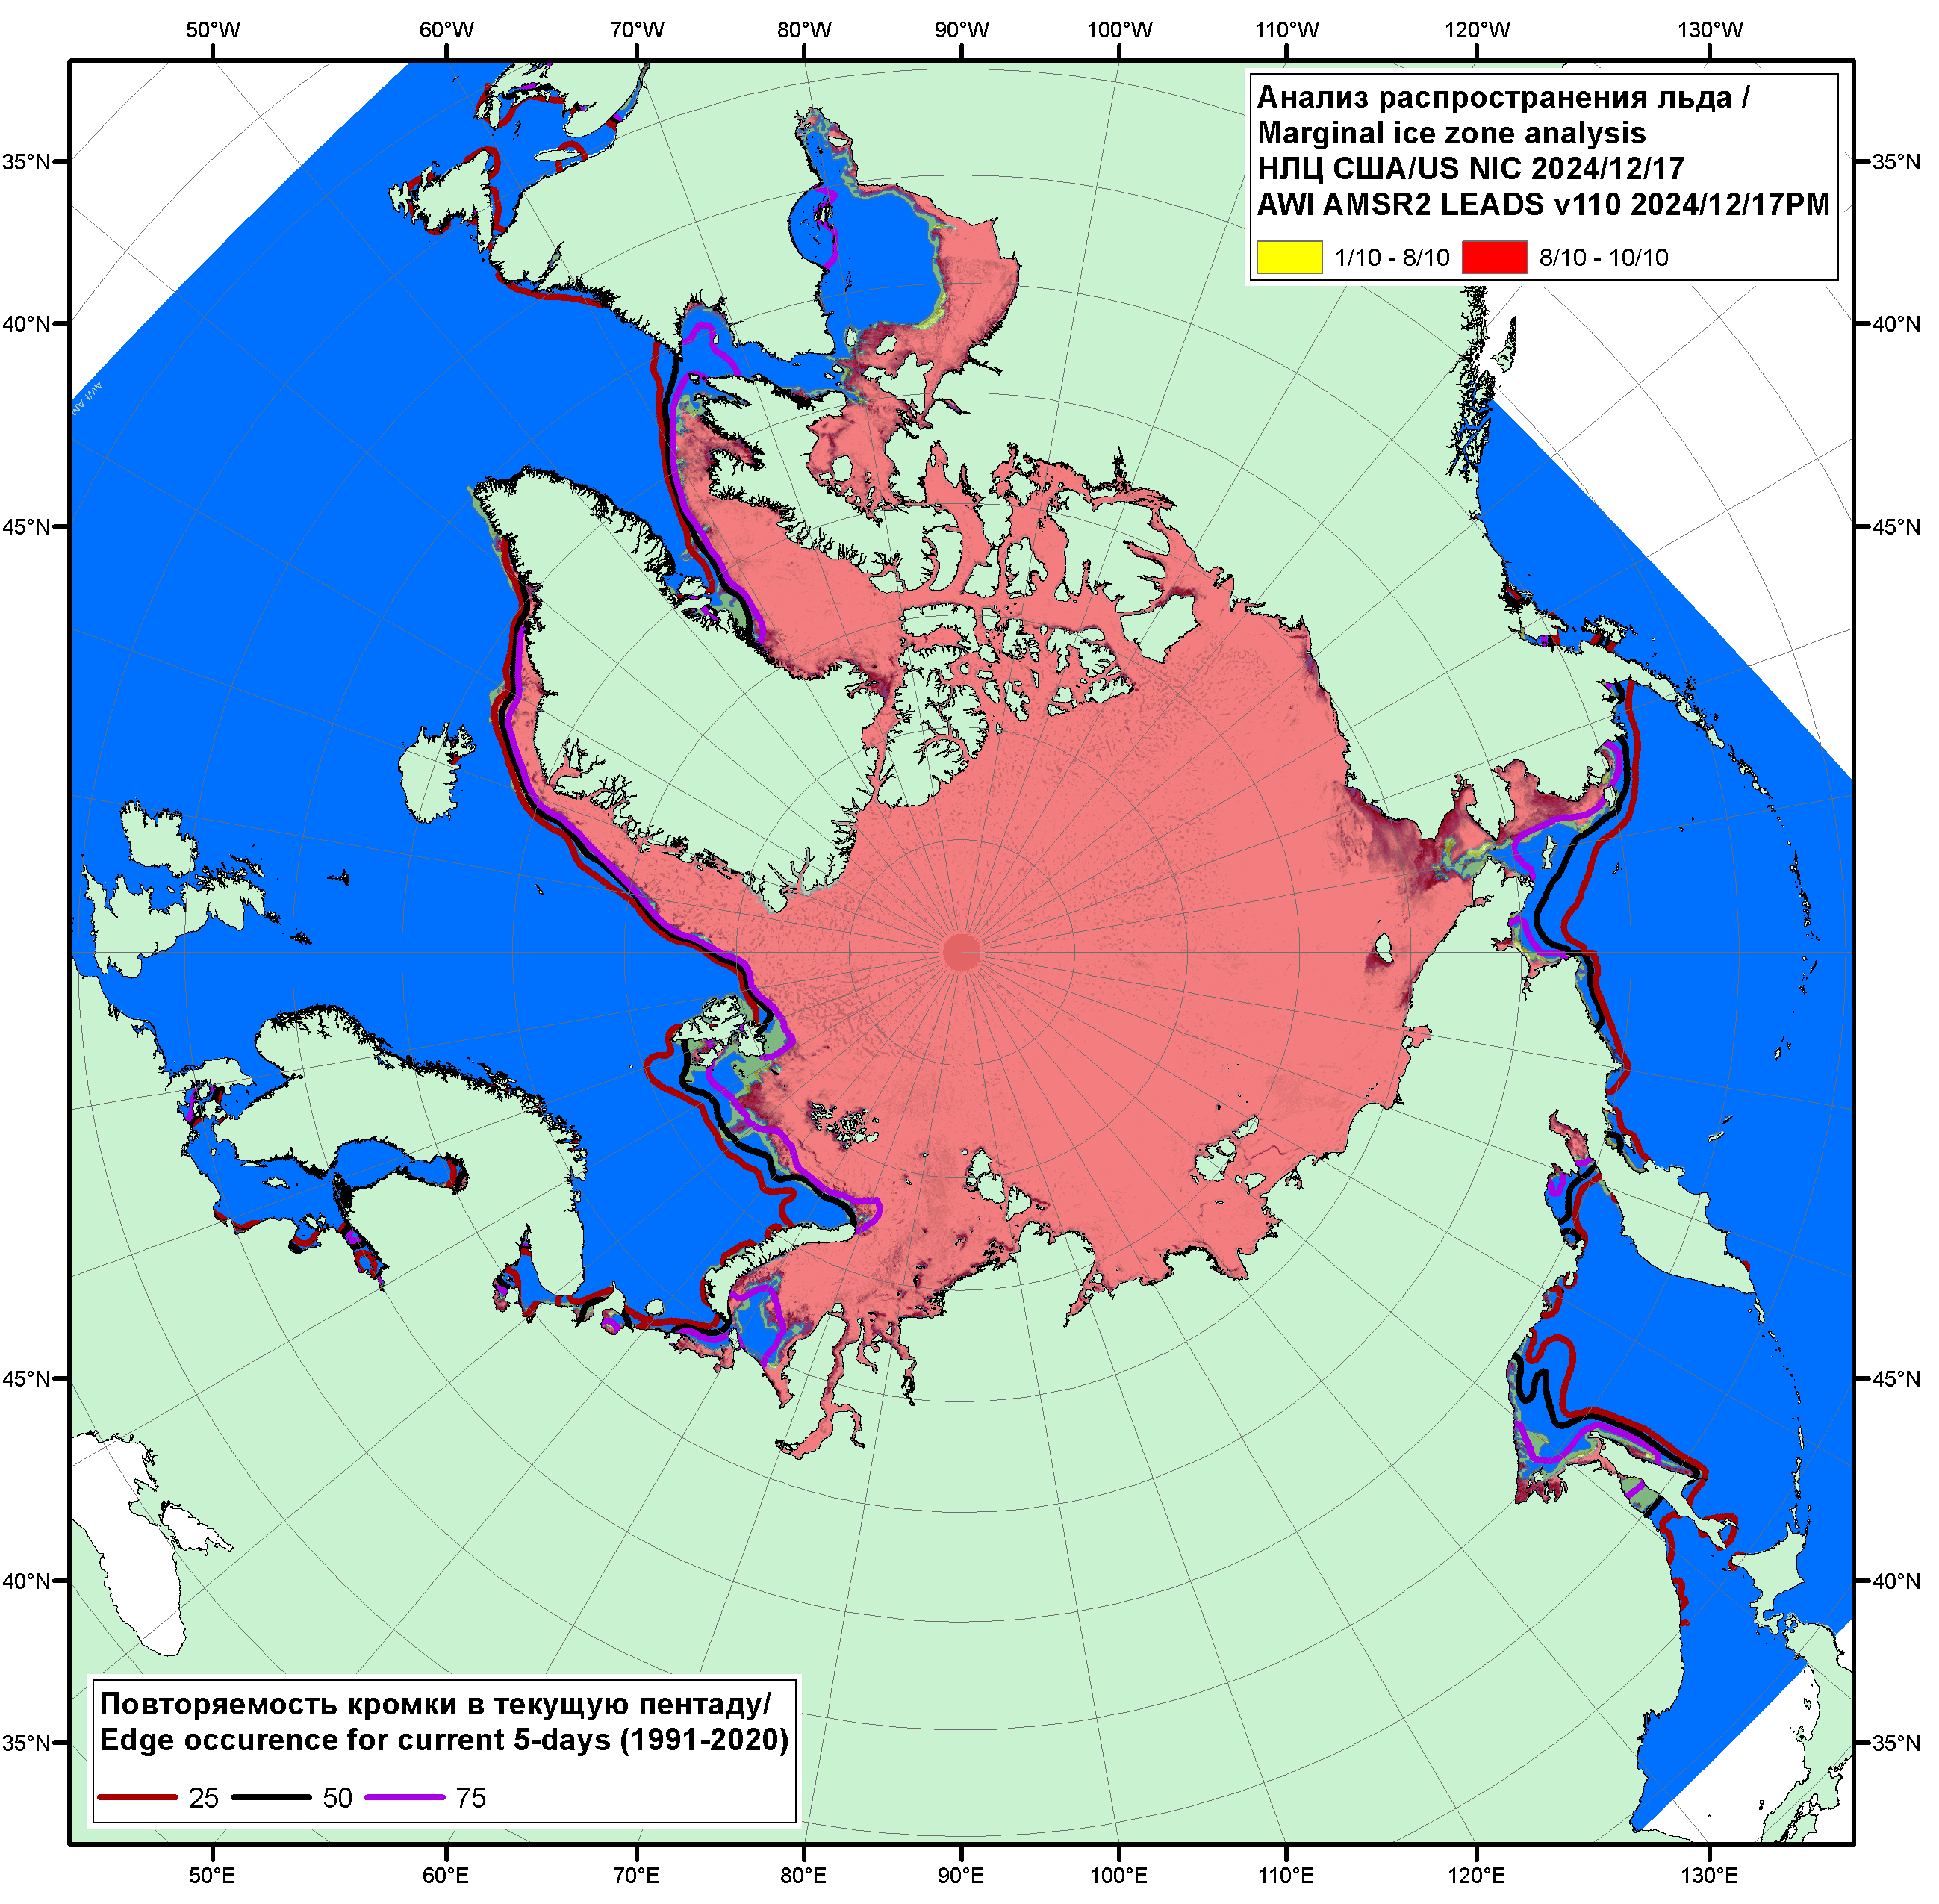 50°W 60°W 70°W 80°W 90°W 100°W 110°W 120°W 130°W
Анализ распространения льда /
Marginal ice zone analysis
НЛЦ США/US NIC 2024/12/17
AWI AMSR2 LEADS v110 2024/12/17PM
1/10 - 8/10 8/10 - 10/10
35°N 35°N
40°N 40°N
AWI AM
45°N 45°N
45°N 45°N
40°N 40°N
35°N 35°N
Повторяемость кромки в текущую пентаду/
Edge occurence for current 5-days (1991-2020)
25 50 75
50°E 60°E 70°E 80°E 90°E 100°E 110°E 120°E 130°E